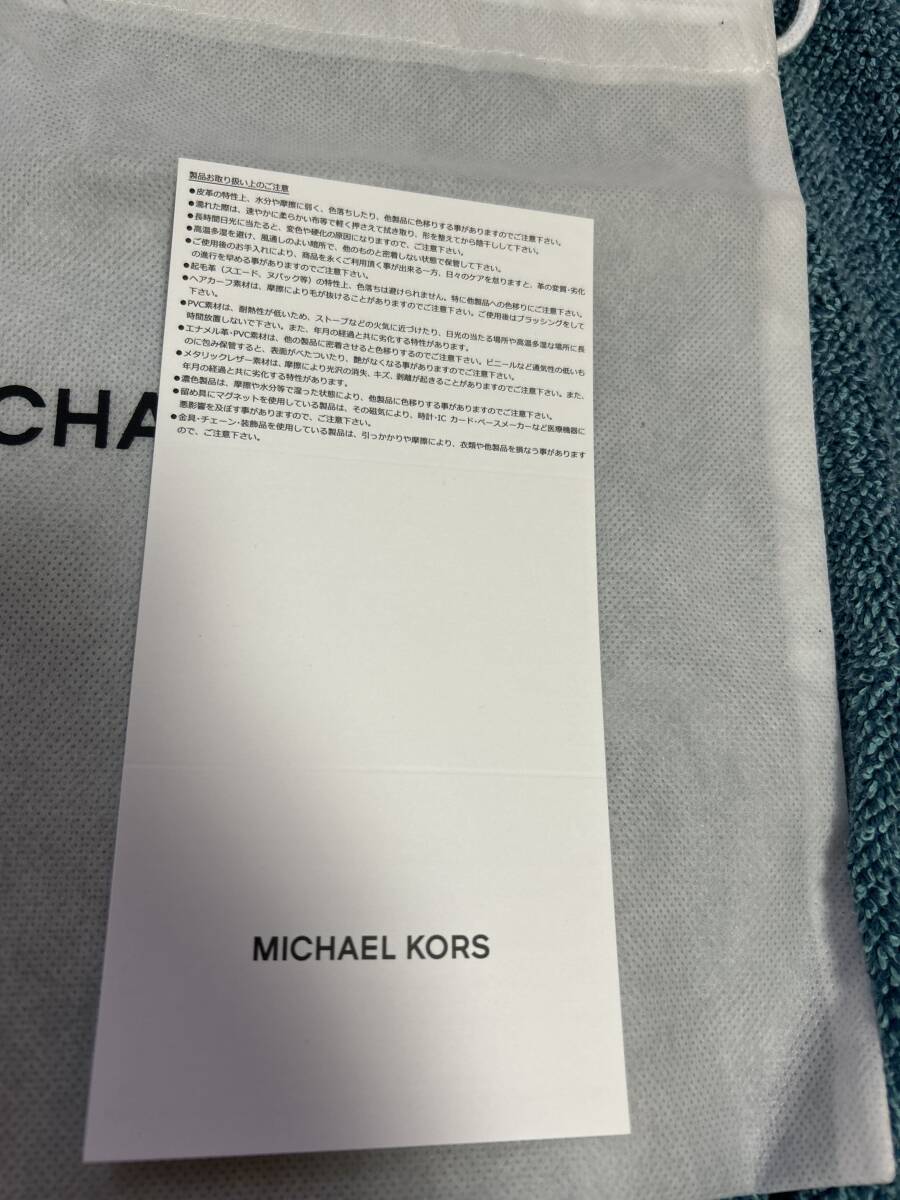 製品お取り扱い上のご注意
●皮革の特性上、水分や摩擦に弱く、色落ちしたり、他製品に色移りする事がありますのでご注意下さい。
●濡れた際は、速やかに柔らかい布等で軽く押さえて拭き取り、形を整えてから陰干しして下さい。
●長時間日光に当たると、変色や硬化の原因になりますので、ご注意下さい。
●高温多湿を避け、風通しのよい暗所で、他のものと密着しない状態で保管して下さい。
●ご使用後のお手入れにより、商品を永くご利用頂く事が出来る一方、日々のケアを怠りますと、革の変質・劣化
の進行を早める事がありますのでご注意下さい。
●起毛革（スエード、ヌバック等）の特性上、色落ちは避けられません。特に他製品への色移りにご注意下さい。
●ヘアカーフ素材は、摩擦により毛が抜けることがありますのでご注意下さい。ご使用後はブラッシングをして
下さい。
●PVC素材は、耐熱性が低いため、ストーブなどの火気に近づけたり、日光の当たる場所や高温多湿な場所に長
時間放置しないで下さい。また、年月の経過と共に劣化する特性があります。
●エナメル革・PVC素材は、他の製品に密着させると色移りするのでご注意下さい。ビニールなど通気性の低いも
のに包み保管すると、表面がべたついたり、艶がなくなる事がありますのでご注意下さい。
●メタリックレザー素材は、摩擦により光沢の消失、キズ、剥離が起きることがありますのでご注意下さい。また、
年月の経過と共に劣化する特性があります。
●濃色製品は、摩擦や水分等で湿った状態により、他製品に色移りする事がありますのでご注意下さい。
●留め具にマグネットを使用している製品は、その磁気により、時計・IC カード・ペースメーカーなど医療機器に
悪影響を及ぼす事がありますので、ご注意下さい。
●金具・チェーン・装飾品を使用している製品は、引っかかりや摩擦により、衣類や他製品を損なう事があります
ので、ご注意下さい。
CHA
MICHAEL KORS